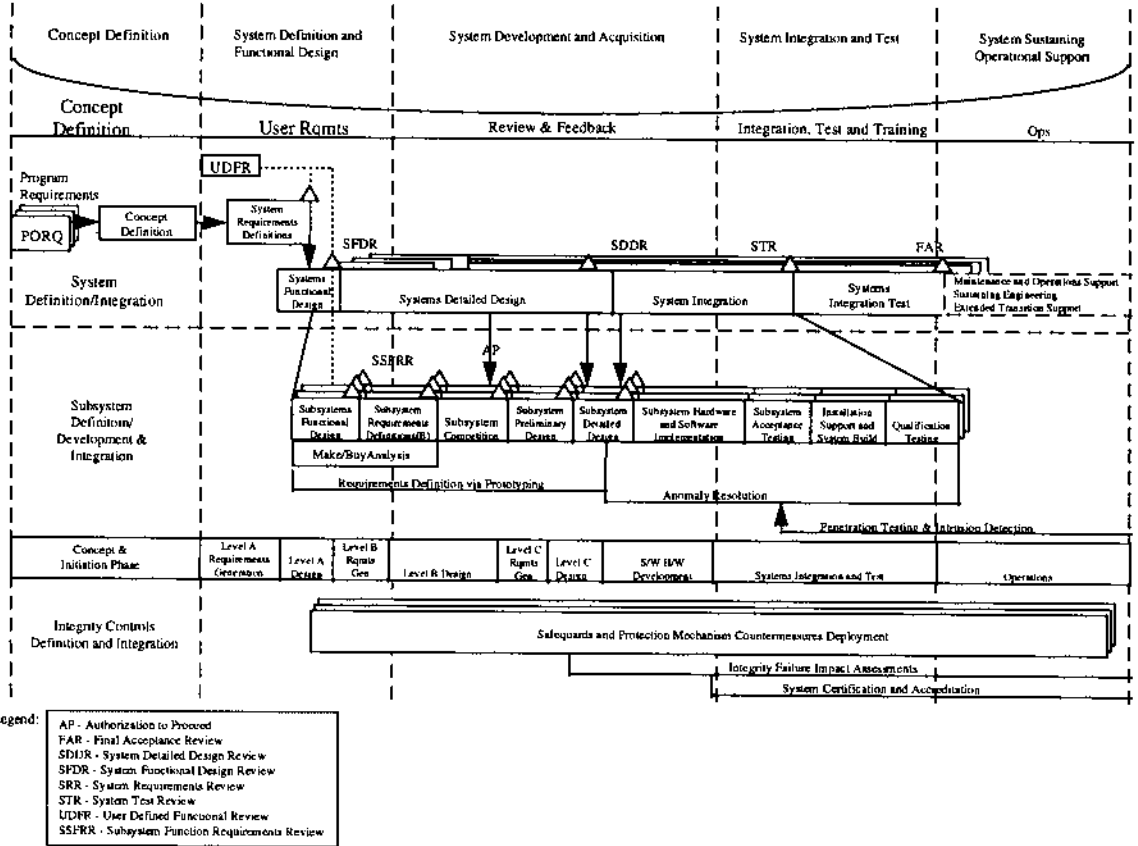 Concept Definition
System Definition and
Functional Design
System Development and Acquisition
System Integration and Test
System Sustaining
Operational Support
Concept
Definition
User Rqmts
Review & Feedback
Integration, Test and Training
Ops
UDFR
Program
Requirements
PORQ
Concept
Definition
System
Requirements
Definitions
SFDR
SDDR
STR
FAR
System
Definition/Integration
Systems
Functional
Design
Systems Detailed Design
System Integration
Systems
Integration Test
Maintenance and Operations Support
Sustaining Engineering
Extended Transition Support
SSFRR
AP
Subsystem
Definitom/
Development &
Integration
Subsystems
Functional
Design
Subsystem
Requirements
Definitions(B)
Subsystem
Competition
Subsystem
Preliminary
Design
Subsystem
Detailed
Design
Subsystem Hardware
and Software
Implementation
Subsystem
Acceptance
Testing
Installation
Support and
System Build
Qualification
Testing
Make/Buy Analysis
Requirements Definition via Prototyping
Anomaly Resolution
Penetration Testing & Intrusion Detection
Concept &
Initiation Phase
Level A
Requirements
Generation
Level A
Design
Level B
Rqmts
Gen
Level B Design
Level C
Rqmts
Gen
Level C
Design
S/W H/W
Development
Systems Integration and Test
Operations
Integrity Controls
Definition and Integration
Safeguards and Protection Mechanism Countermeasures Deployment
Integrity Failure Impact Assessments
System Certification and Accreditation
egend:
AP - Authorization to Proceed
FAR - Final Acceptance Review
SDDR - System Detailed Design Review
SFDR - System Functional Design Review
SRR - System Requirements Review
STR - System Test Review
UDFR - User Defined Functional Review
SSFRR - Subsystem Function Requirements Review